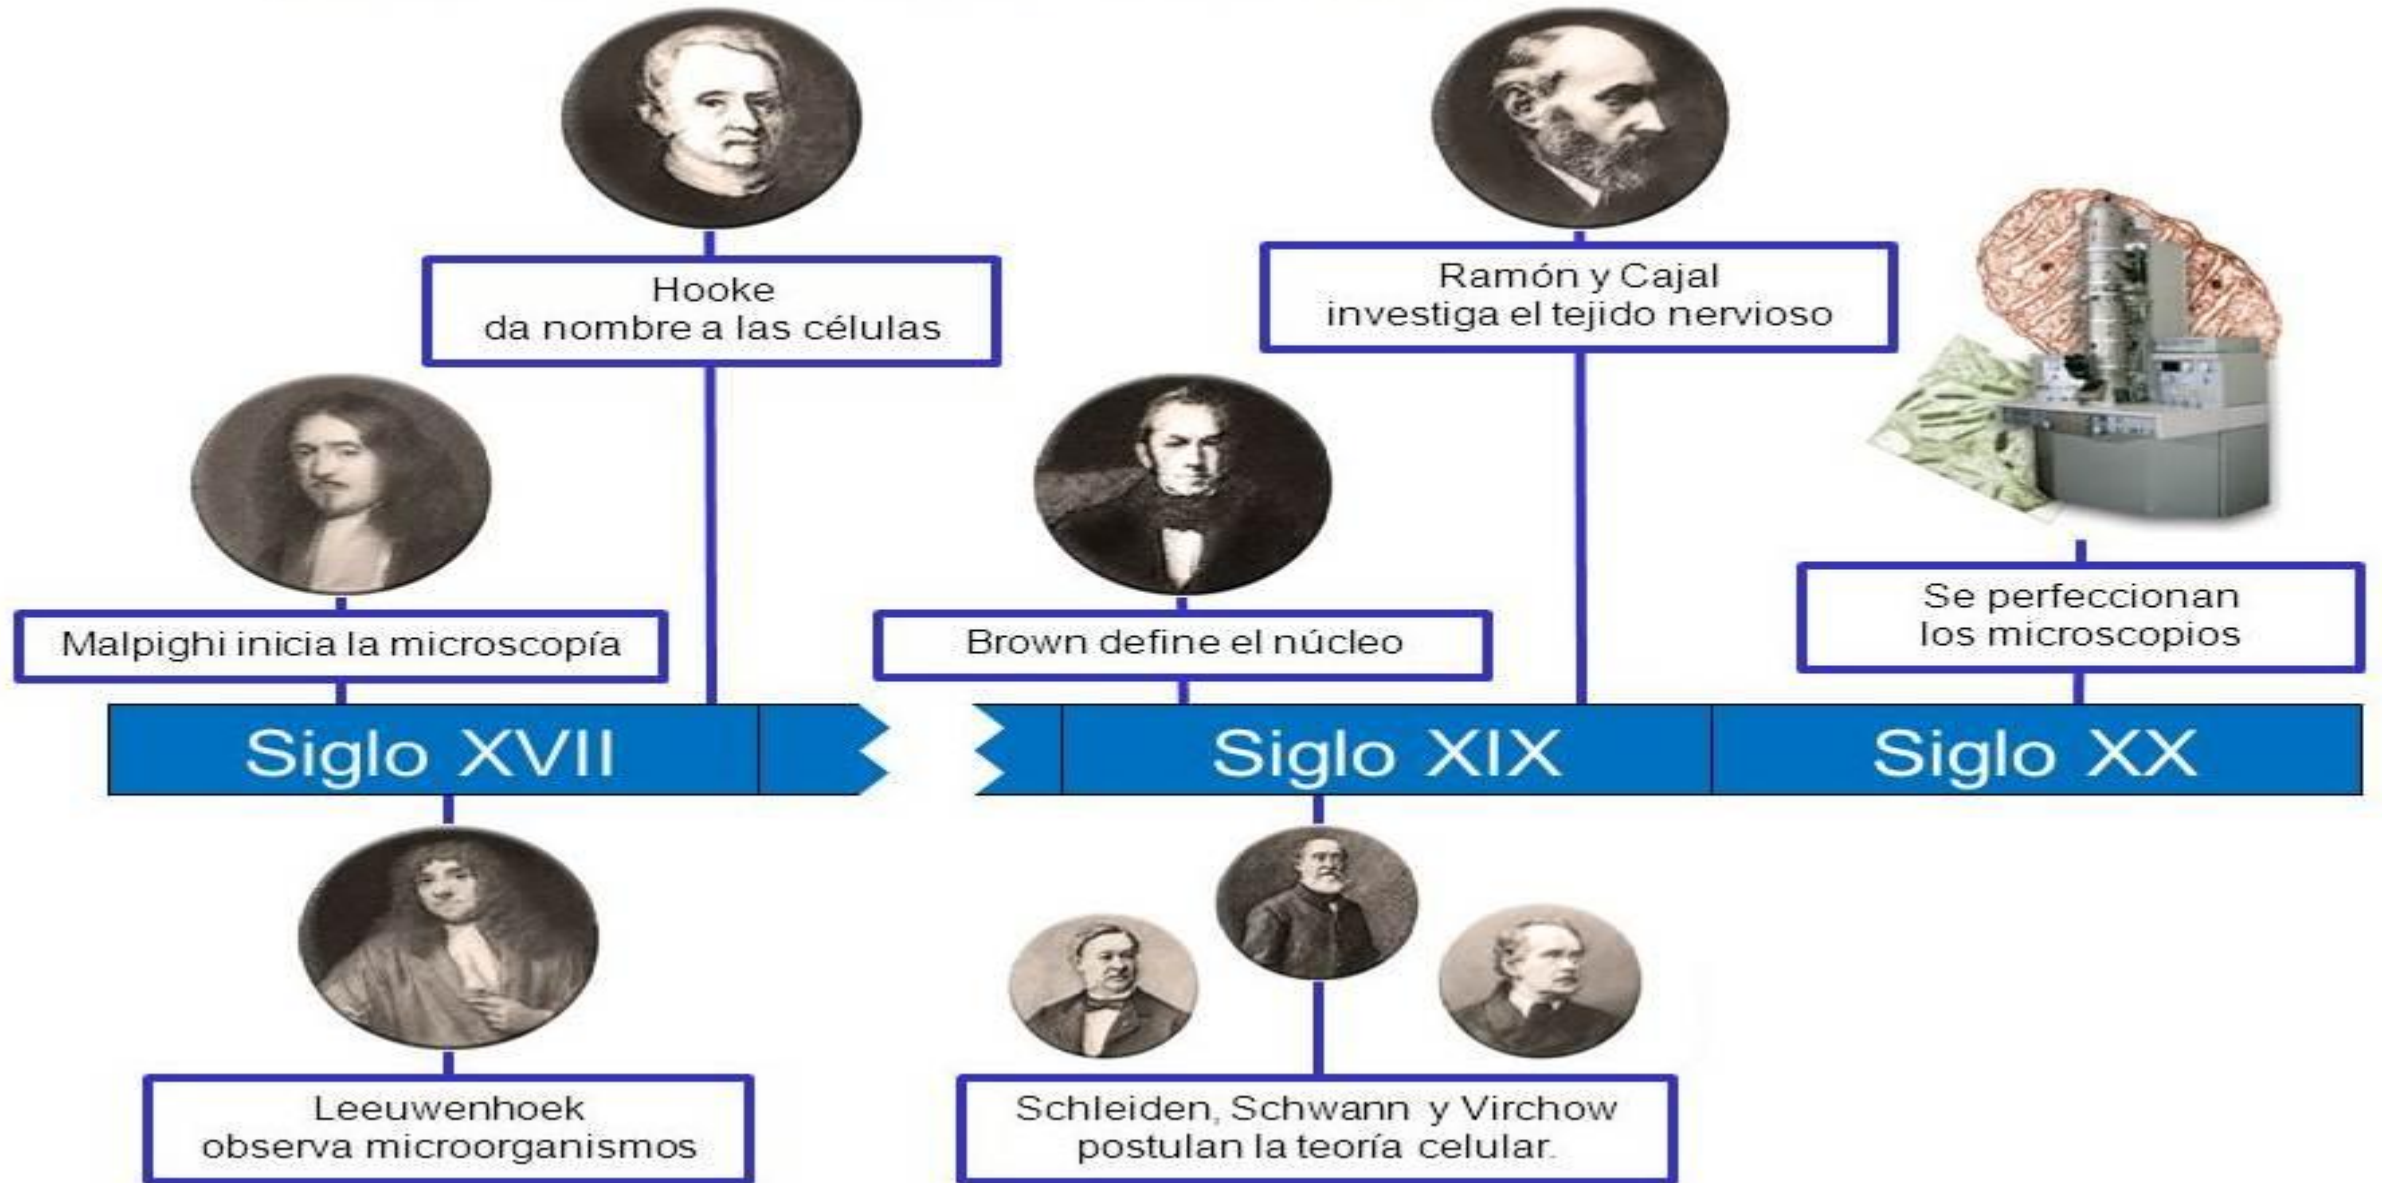 Hooke
da nombre a las células
Ramón y Cajal
investiga el tejido nervioso
Malpighi inicia la microscopía
Brown define el núcleo
Se perfeccionan
los microscopios
Siglo XVII
Siglo XIX
Siglo XX
Leeuwenhoek
observa microorganismos
Schleiden, Schwann y Virchow
postulan la teoría celular.